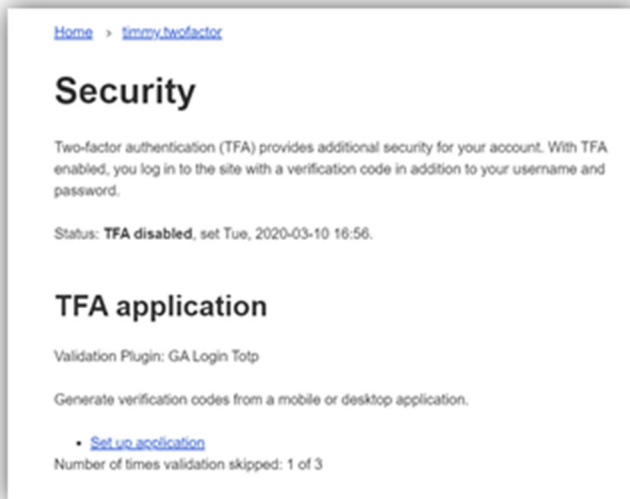 Home › timmy.twofactor
Security
Two-factor authentication (TFA) provides additional security for your account. With TFA
enabled, you log in to the site with a verification code in addition to your username and
password.
Status: TFA disabled, set Tue, 2020-03-10 16:56.
TFA application
Validation Plugin: GA Login Totp
Generate verification codes from a mobile or desktop application.
• Set up application
Number of times validation skipped: 1 of 3